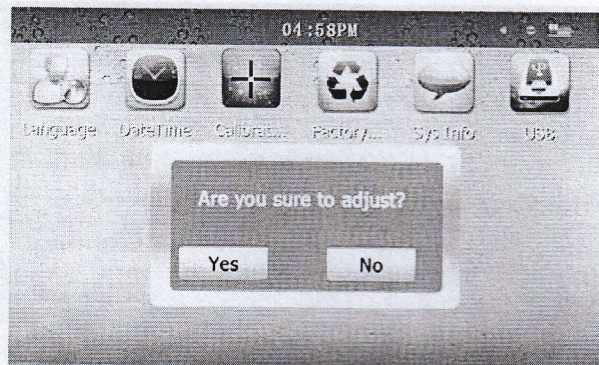 04:58PM
Language DateTime Calibrat... Factory... Sys Info USB
Are you sure to adjust?
Yes No